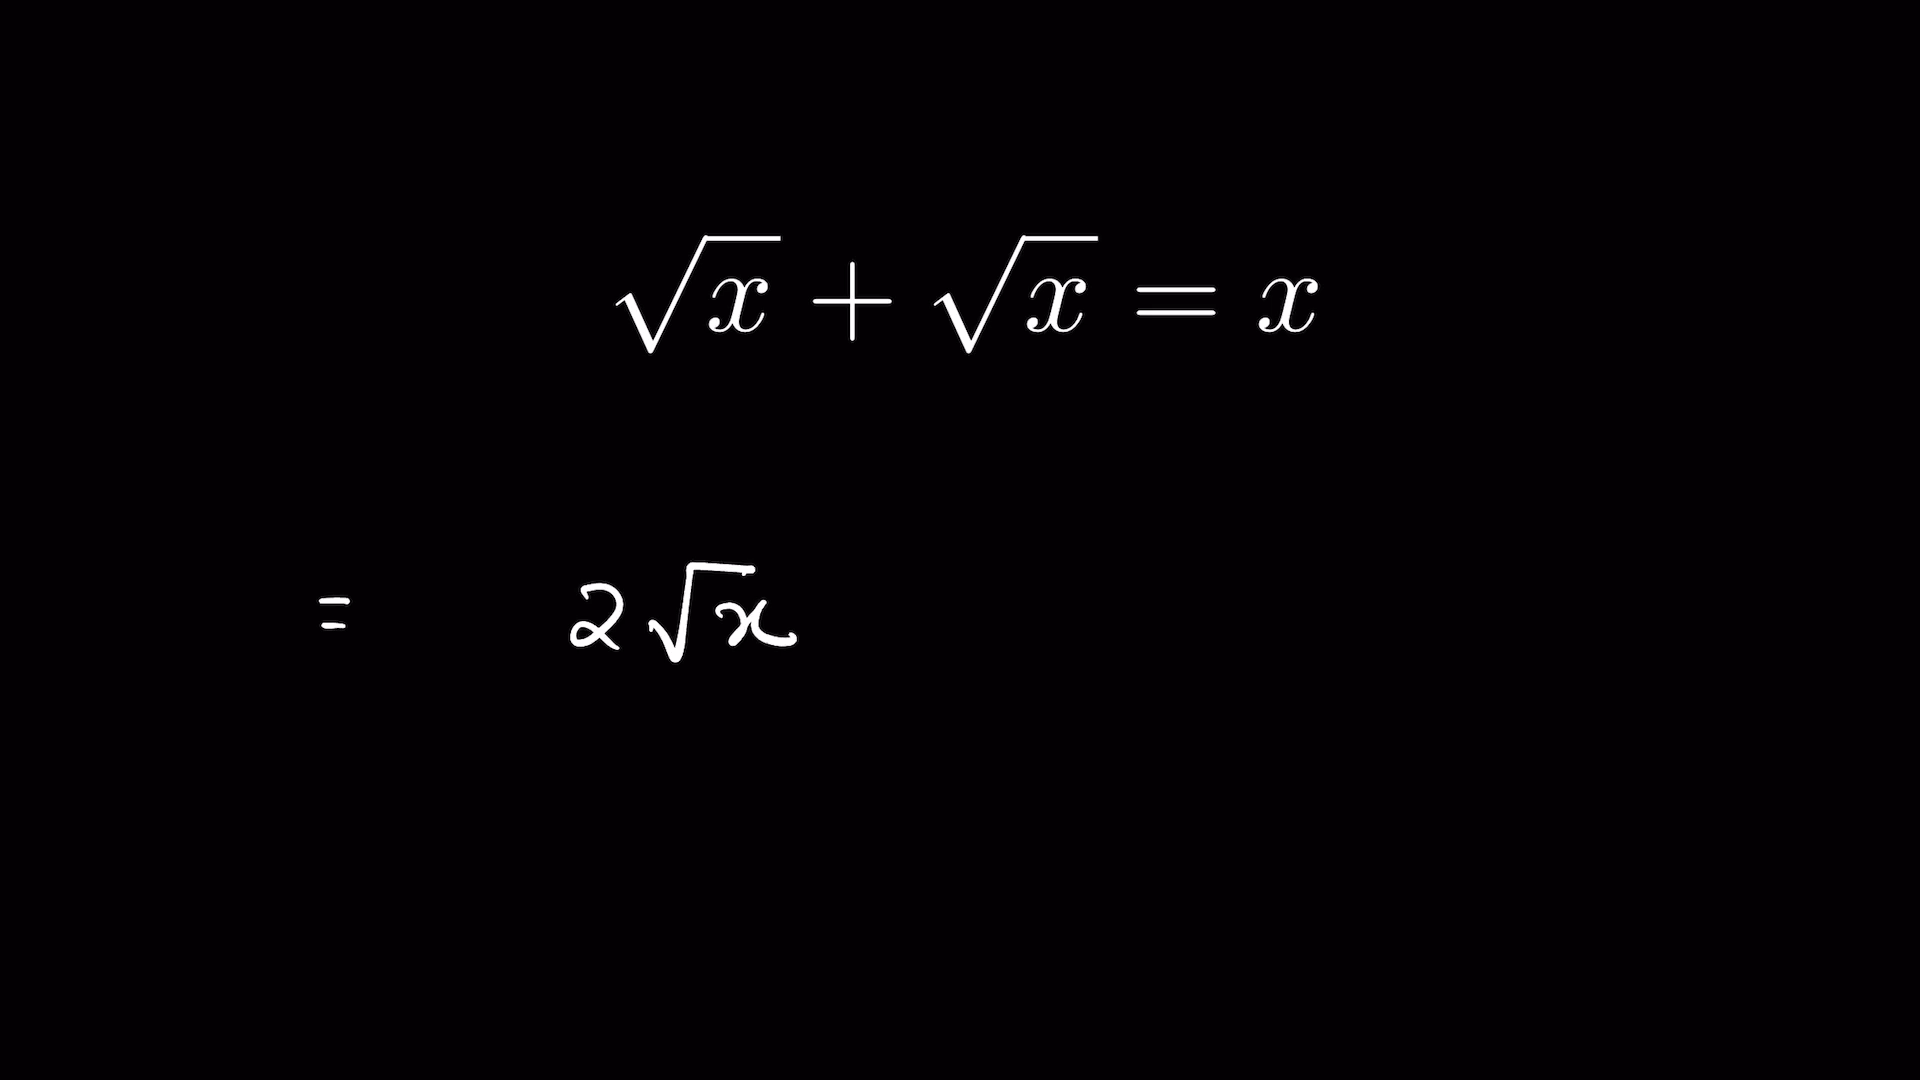 √x + √x = x
= 2√x